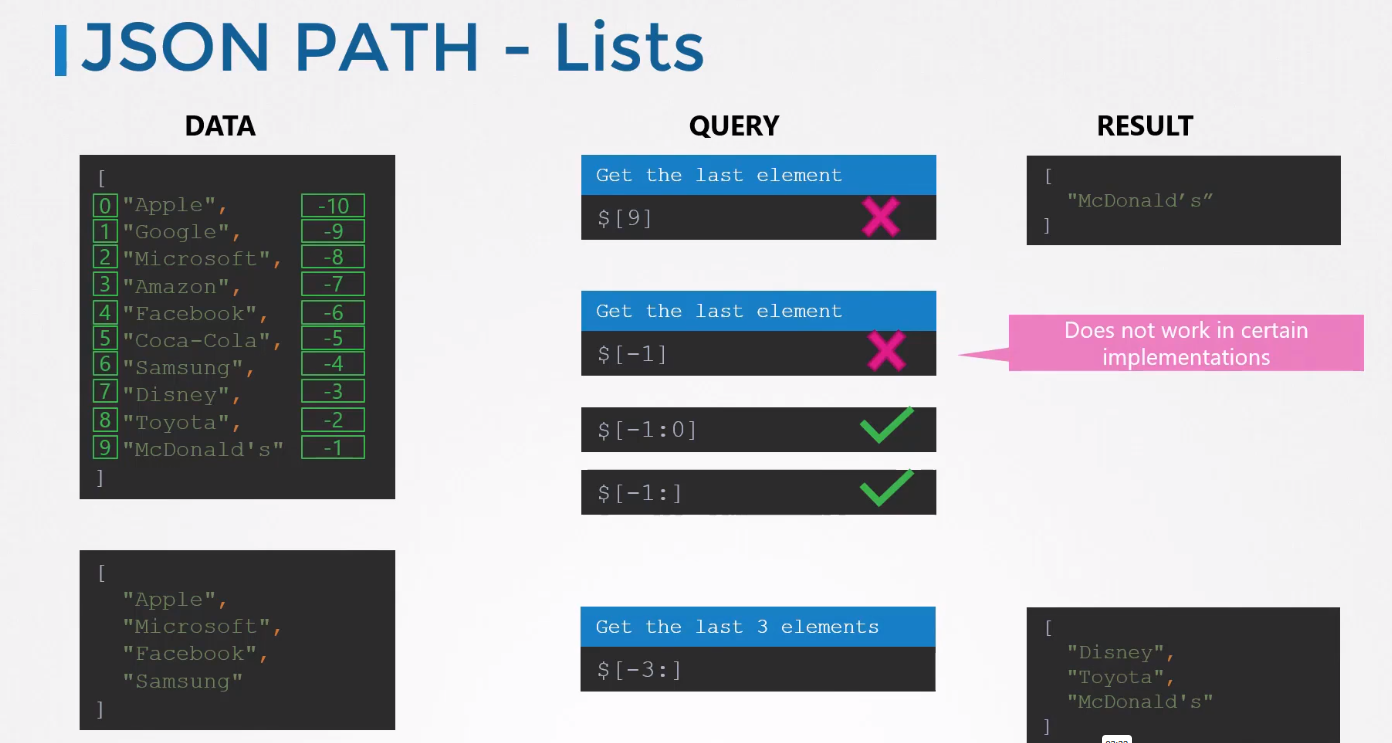 JSON PATH - Lists
DATA
[
0 "Apple", -10
1 "Google", -9
2 "Microsoft", -8
3 "Amazon", -7
4 "Facebook", -6
5 "Coca-Cola", -5
6 "Samsung", -4
7 "Disney", -3
8 "Toyota", -2
9 "McDonald's" -1
]
[
"Apple",
"Microsoft",
"Facebook",
"Samsung"
]
QUERY
Get the last element
$[9]
Get the last element
$[-1]
$[-1:0]
$[-1:]
Get the last 3 elements
$[-3:]
RESULT
[
"McDonald’s”
]
Does not work in certain
implementations
[
"Disney",
"Toyota",
"McDonald's"
]